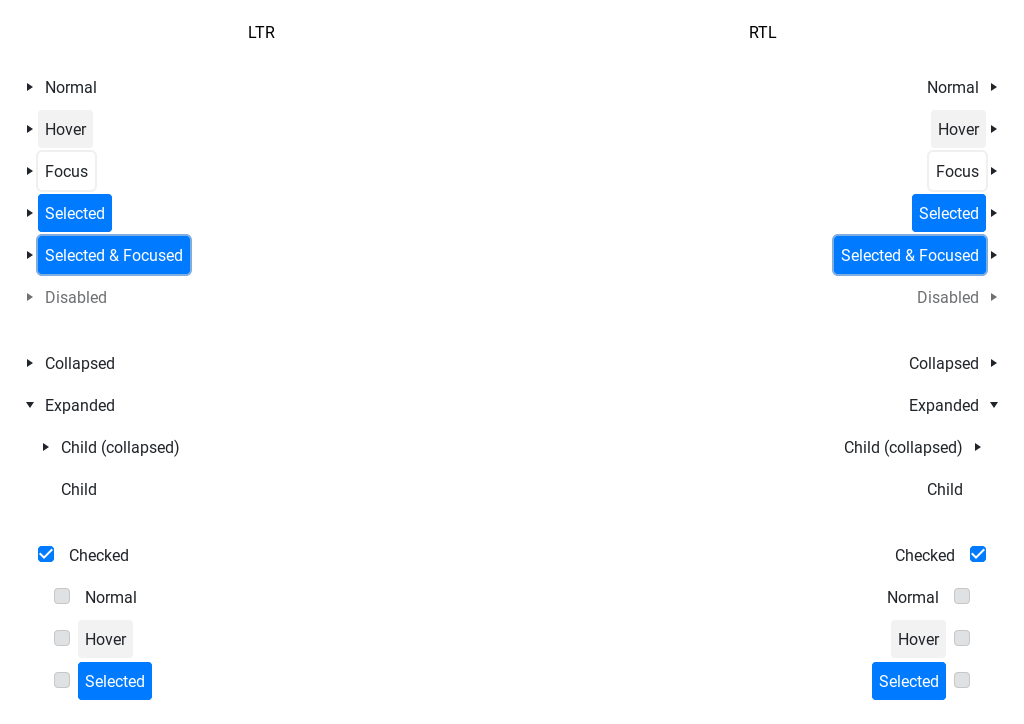 LTR
Normal
Hover
Focus
Selected
Selected & Focused
Disabled
Collapsed
Expanded
Child (collapsed)
Child
Checked
Normal
Hover
Selected
RTL
Normal
Hover
Focus
Selected
Selected & Focused
Disabled
Collapsed
Expanded
Child (collapsed)
Child
Checked
Normal
Hover
Selected